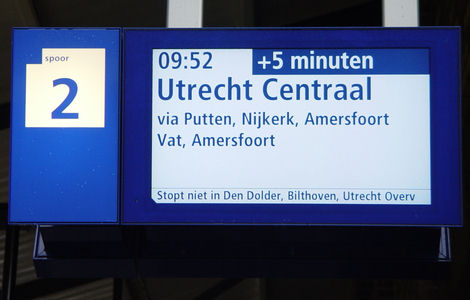 spoor
2
09:52 +5 minuten
Utrecht Centraal
via Putten, Nijkerk, Amersfoort
Vat, Amersfoort
Stopt niet in Den Dolder, Bilthoven, Utrecht Overv